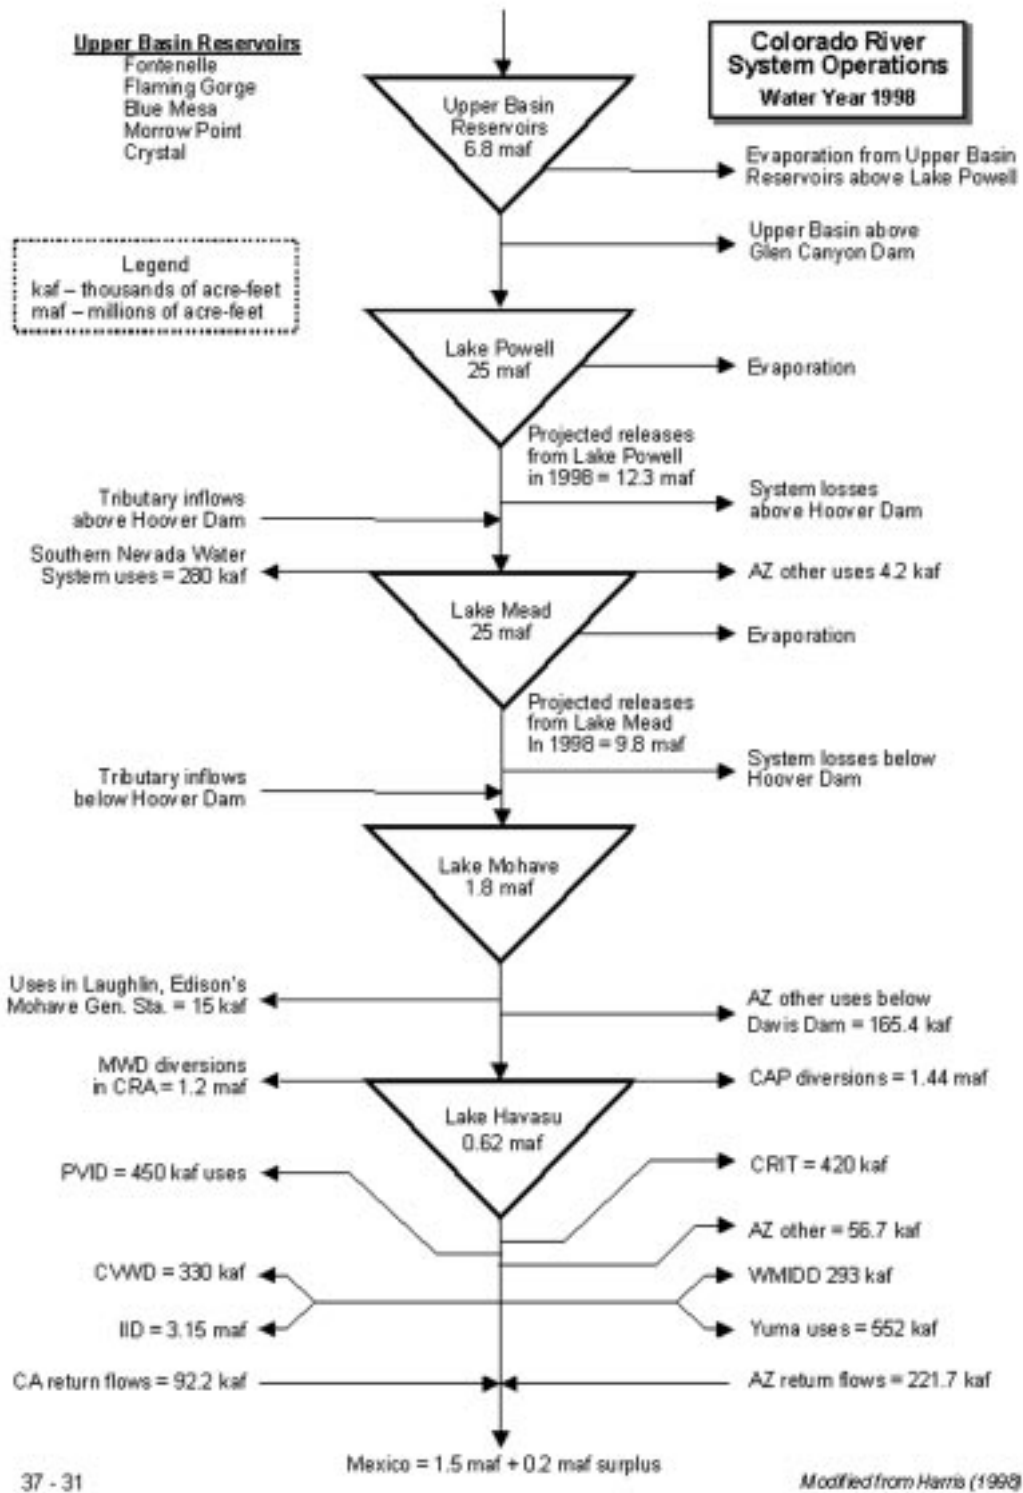 Upper Basin Reservoirs
Fontenelle
Flaming Gorge
Blue Mesa
Morrow Point
Crystal
Colorado River
System Operations
Water Year 1998
Upper Basin
Reservoirs
6.8 maf
Evaporation from Upper Basin
Reservoirs above Lake Powell
Upper Basin above
Glen Canyon Dam
Legend
kaf – thousands of acre-feet
maf – millions of acre-feet
Lake Powell
25 maf
Evaporation
Projected releases
from Lake Powell
in 1998 = 12.3 maf
Tributary inflows
above Hoover Dam
System losses
above Hoover Dam
Southern Nevada Water
System uses = 280 kaf
AZ other uses 4.2 kaf
Lake Mead
25 maf
Evaporation
Projected releases
from Lake Mead
In 1998 = 9.8 maf
Tributary inflows
below Hoover Dam
System losses below
Hoover Dam
Lake Mohave
1.8 maf
Uses in Laughlin, Edison's
Mohave Gen. Sta. = 15 kaf
AZ other uses below
Davis Dam = 165.4 kaf
MWD diversions
in CRA = 1.2 maf
CAP diversions = 1.44 maf
Lake Havasu
0.62 maf
PVID = 450 kaf uses
CRIT = 420 kaf
AZ other = 56.7 kaf
CVWD = 330 kaf
WMIDD 293 kaf
IID = 3.15 maf
Yuma uses = 552 kaf
CA return flows = 92.2 kaf
AZ return flows = 221.7 kaf
Mexico = 1.5 maf + 0.2 maf surplus
37 - 31
Modified from Harris (1998)